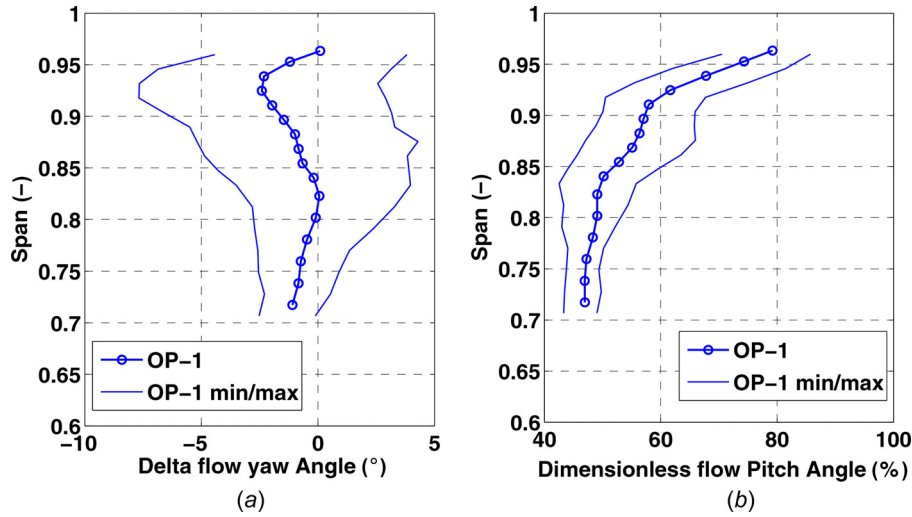 1
0.95
0.9
0.85
0.8
0.75
0.7
0.65
0.6
Span (−)
−10
−5
0
5
Delta flow yaw Angle (°)
OP−1
OP−1 min/max
(a)
1
0.95
0.9
0.85
0.8
0.75
0.7
0.65
0.6
Span (−)
40
60
80
100
Dimensionless flow Pitch Angle (%)
OP−1
OP−1 min/max
(b)